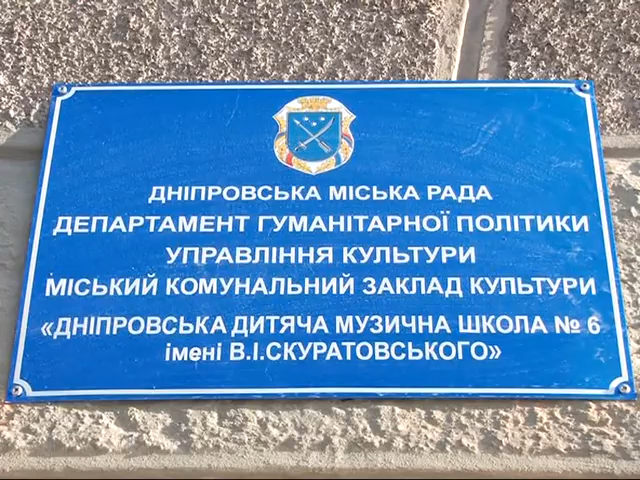 ДНІПРОВСЬКА МІСЬКА РАДА
ДЕПАРТАМЕНТ ГУМАНІТАРНОЇ ПОЛІТИКИ
УПРАВЛІННЯ КУЛЬТУРИ
МІСЬКИЙ КОМУНАЛЬНИЙ ЗАКЛАД КУЛЬТУРИ
«ДНІПРОВСЬКА ДИТЯЧА МУЗИЧНА ШКОЛА № 6
імені В.І.СКУРАТОВСЬКОГО»